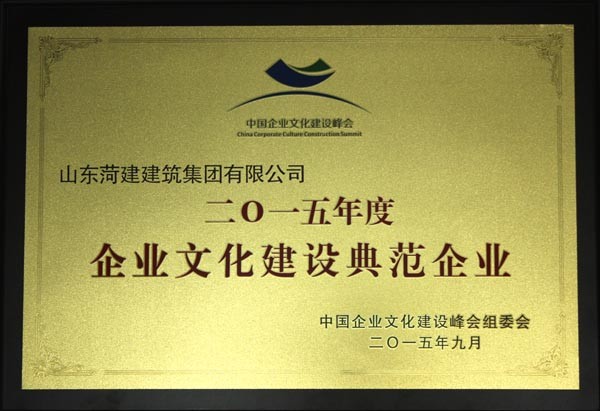 中国企业文化建设峰会
China Corporate Culture Construction Summit
山东菏建建筑集团有限公司
二〇一五年度
企业文化建设典范企业
中国企业文化建设峰会组委会
二〇一五年九月